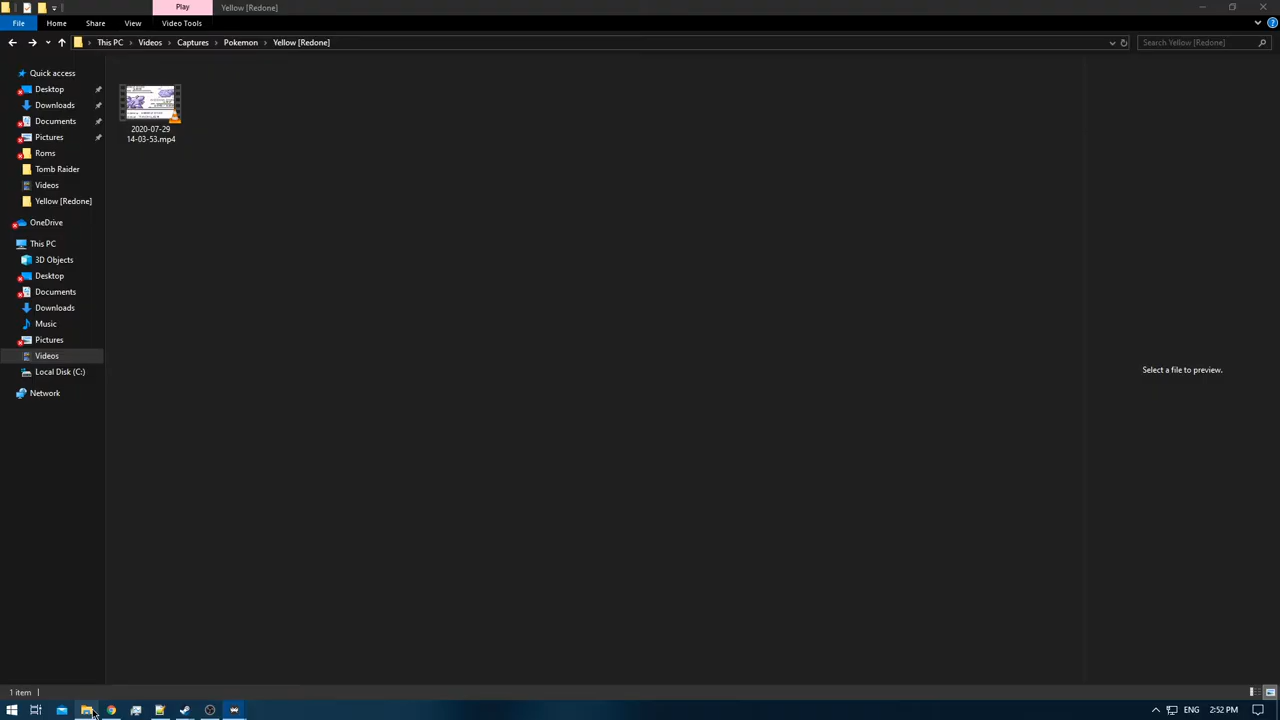 Play
Yellow [Redone]
File
Home
Share
View
Video Tools
This PC
Videos
Captures
Pokemon
Yellow [Redone]
Search Yellow [Redone]
Quick access
Desktop
Downloads
Documents
Pictures
Roms
Tomb Raider
Videos
Yellow [Redone]
OneDrive
This PC
3D Objects
Desktop
Documents
Downloads
Music
Pictures
Videos
Local Disk (C:)
Network
2020-07-29
14-03-53.mp4
Select a file to preview.
1 item
ENG
2:52 PM